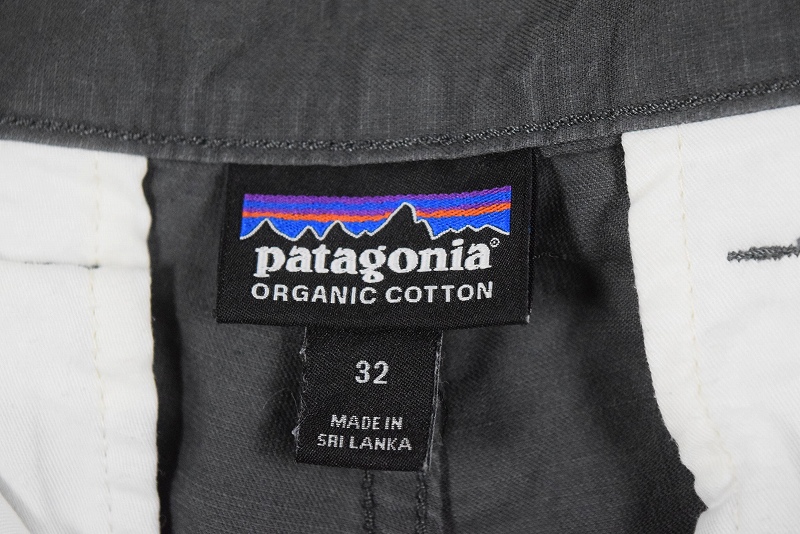 patagonia®
ORGANIC COTTON
32
MADE IN
SRI LANKA